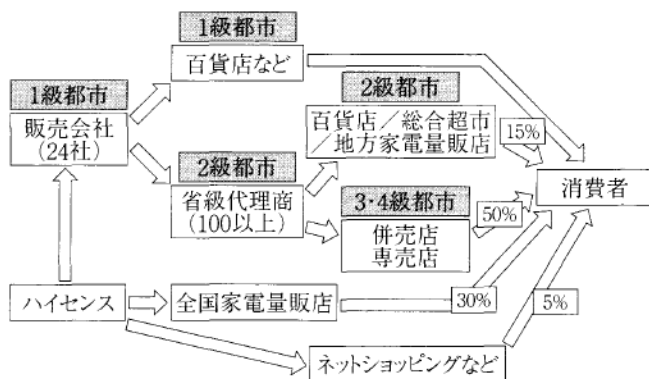 1級都市
百貨店など
1級都市
販売会社
(24社)
2級都市
百貨店／総合超市
／地方家電量販店
15%
2級都市
省級代理商
(100以上)
3・4級都市
併売店
専売店
50%
消費者
ハイセンス
全国家電量販店
30%
5%
ネットショッピングなど